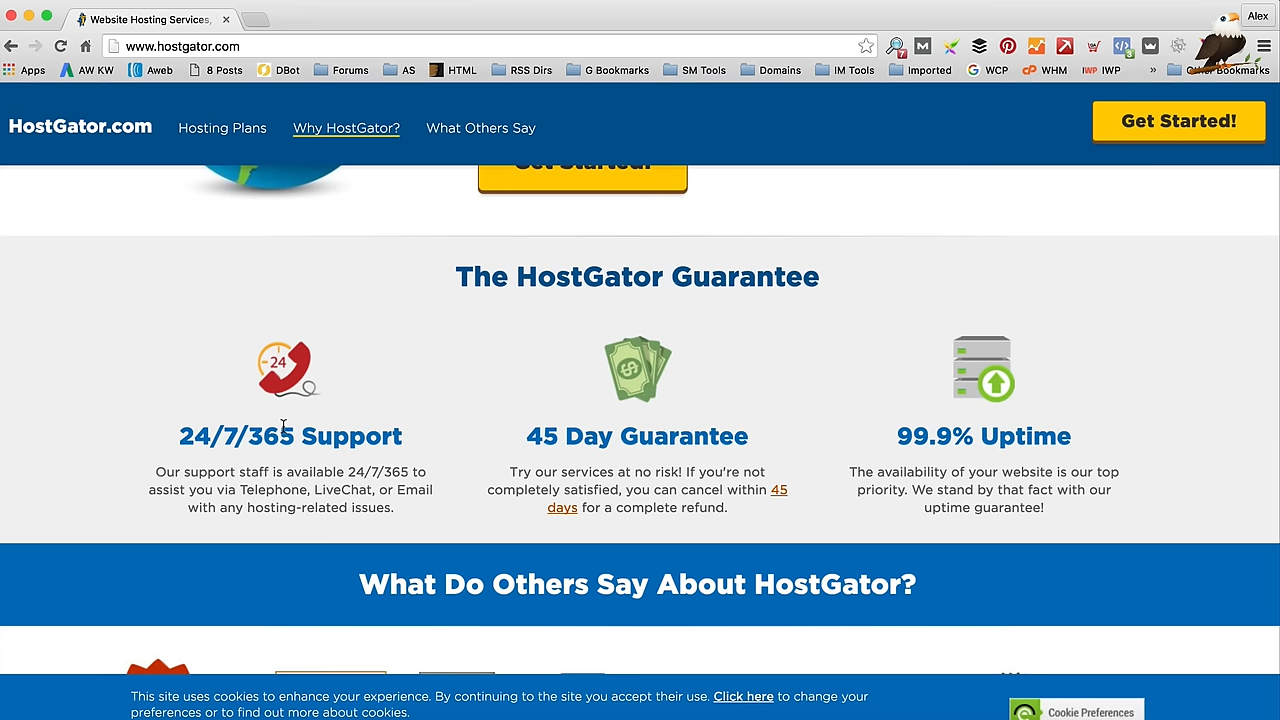 Website Hosting Services,
Alex
www.hostgator.com
7
8
Apps
AW KW
Aweb
8 Posts
DBot
Forums
AS
HTML
RSS Dirs
G Bookmarks
SM Tools
Domains
IM Tools
Imported
WCP
WHM
IWP
IWP
»
Other Bookmarks
HostGator.com
Hosting Plans
Why HostGator?
What Others Say
Get Started!
Get Started!
The HostGator Guarantee
24
24/7/365 Support
Our support staff is available 24/7/365 to
assist you via Telephone, LiveChat, or Email
with any hosting-related issues.
45 Day Guarantee
Try our services at no risk! If you're not
completely satisfied, you can cancel within 45
days for a complete refund.
99.9% Uptime
The availability of your website is our top
priority. We stand by that fact with our
uptime guarantee!
What Do Others Say About HostGator?
This site uses cookies to enhance your experience. By continuing to the site you accept their use. Click here to change your
preferences or to find out more about cookies.
Cookie Preferences